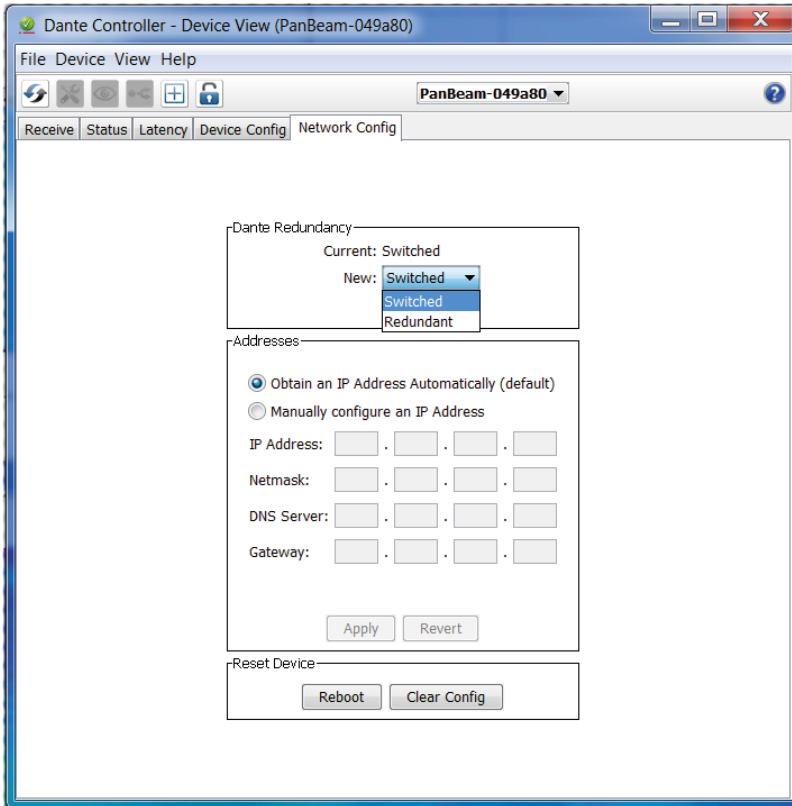 Dante Controller - Device View (PanBeam-049a80)
File Device View Help
PanBeam-049a80
Receive Status Latency Device Config Network Config
Dante Redundancy
Current: Switched
New: Switched
Switched
Redundant
Addresses
Obtain an IP Address Automatically (default)
Manually configure an IP Address
IP Address: . . .
Netmask: . . .
DNS Server: . . .
Gateway: . . .
Apply Revert
Reset Device
Reboot Clear Config